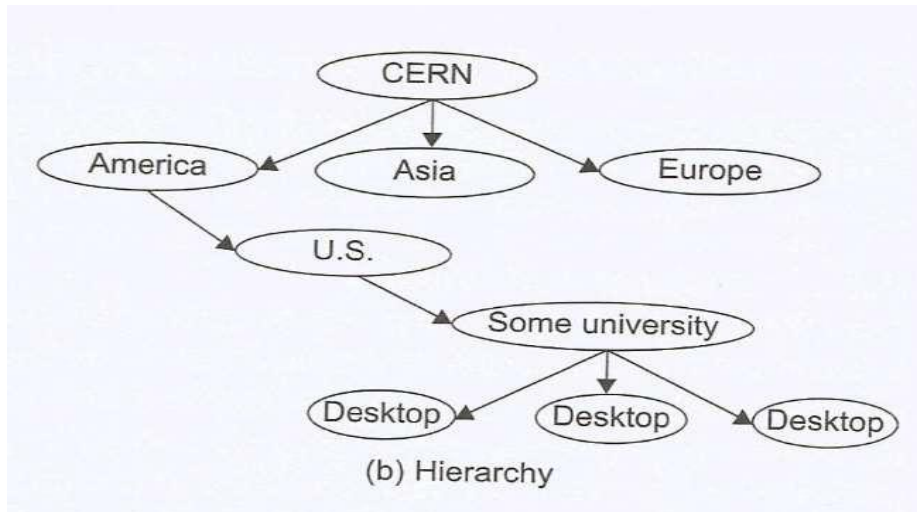 CERN
America
Asia
Europe
U.S.
Some university
Desktop
Desktop
Desktop
(b) Hierarchy